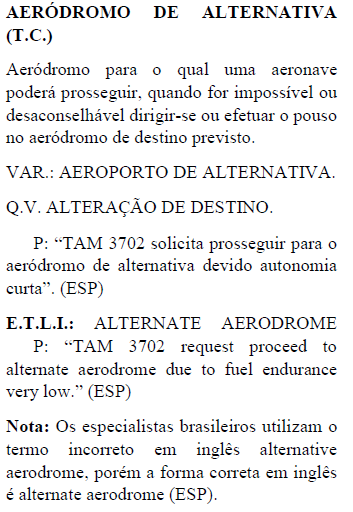 AERÓDROMO DE ALTERNATIVA
(T.C.)
Aeródromo para o qual uma aeronave
poderá prosseguir, quando for impossível ou
desaconselhável dirigir-se ou efetuar o pouso
no aeródromo de destino previsto.
VAR.: AEROPORTO DE ALTERNATIVA.
Q.V. ALTERAÇÃO DE DESTINO.
P: “TAM 3702 solicita prosseguir para o
aeródromo de alternativa devido autonomia
curta”. (ESP)
E.T.L.I.: ALTERNATE AERODROME
P: “TAM 3702 request proceed to
alternate aerodrome due to fuel endurance
very low.” (ESP)
Nota: Os especialistas brasileiros utilizam o
termo incorreto em inglês alternative
aerodrome, porém a forma correta em inglês
é alternate aerodrome (ESP).